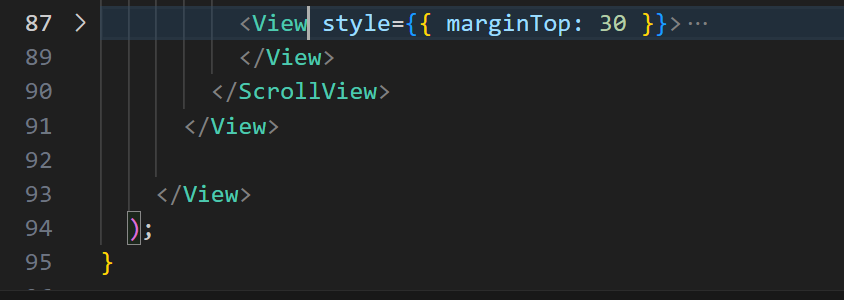 87 > <View style={{ marginTop: 30 }}>···
89 </View>
90 </ScrollView>
91 </View>
92
93 </View>
94 );
95 }